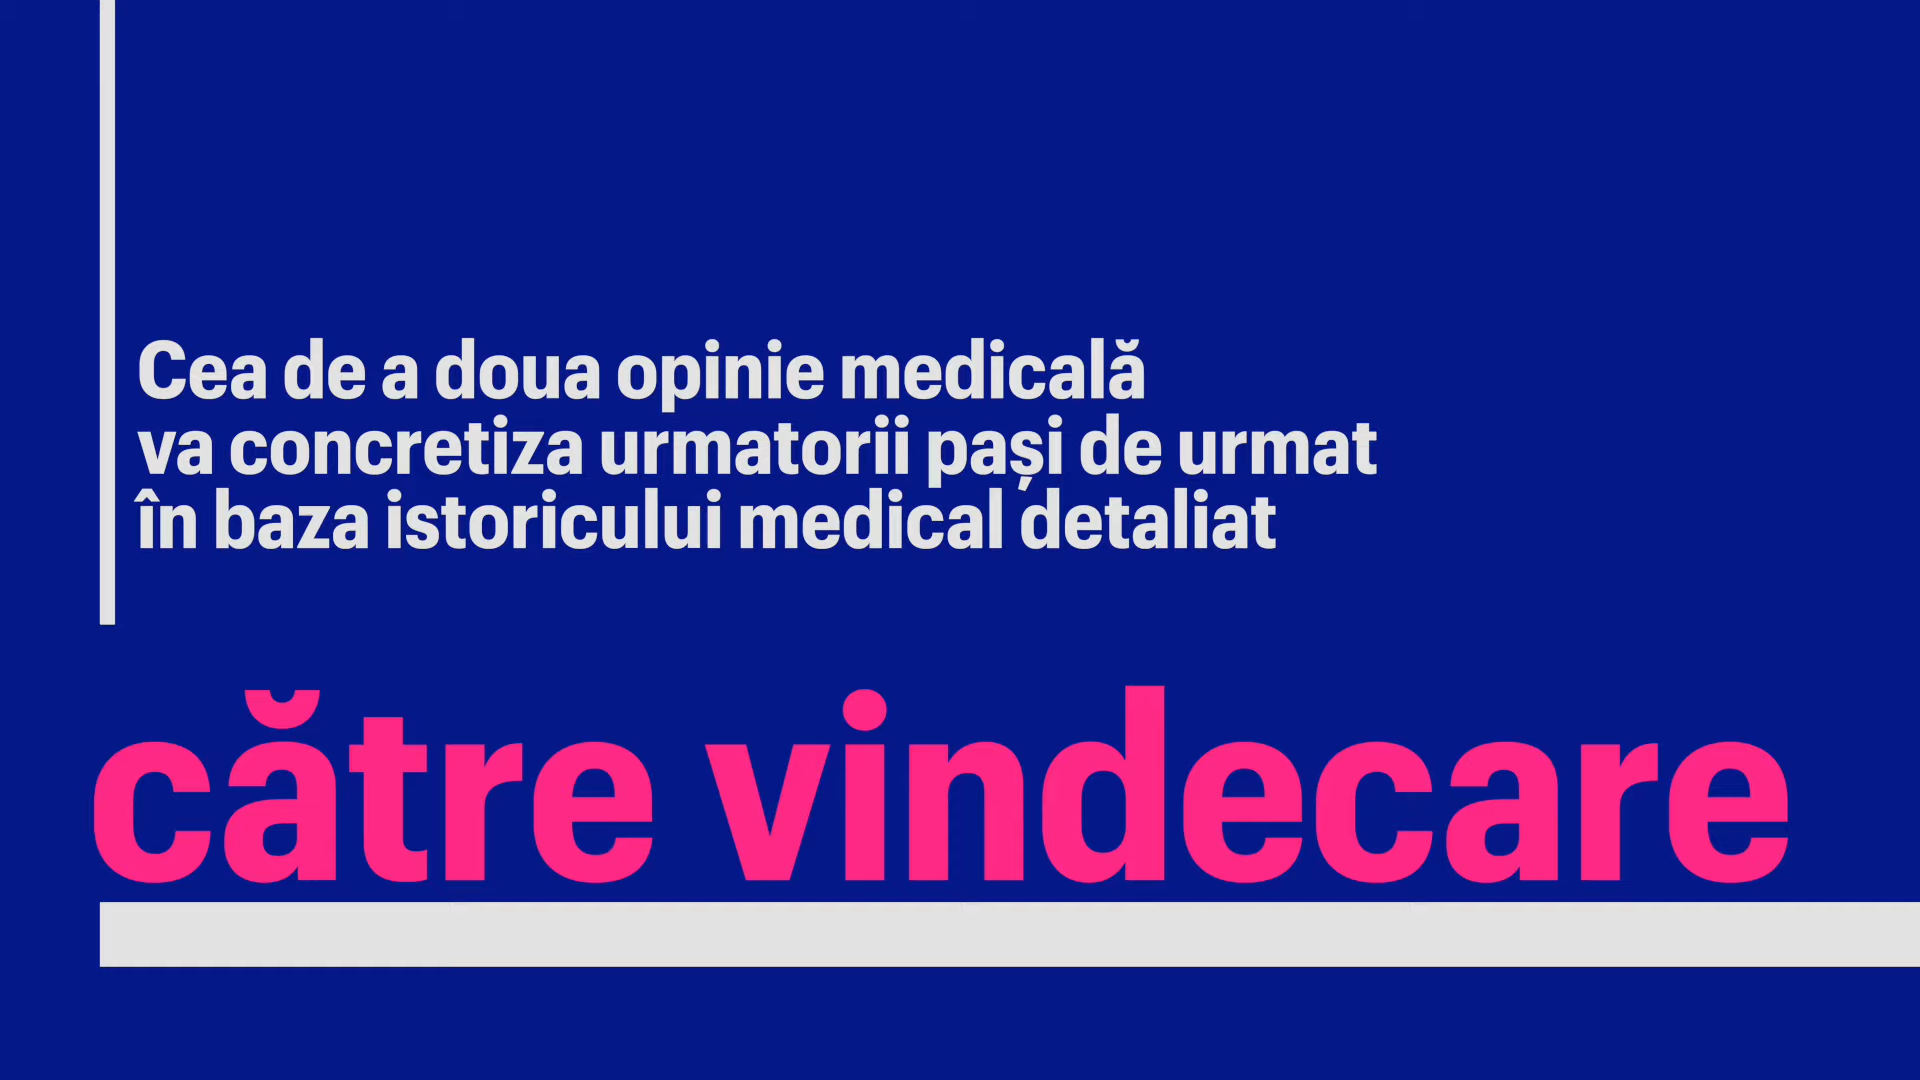 Cea de a doua opinie medicală
va concretiza urmatorii pași de urmat
în baza istoricului medical detaliat
către vindecare